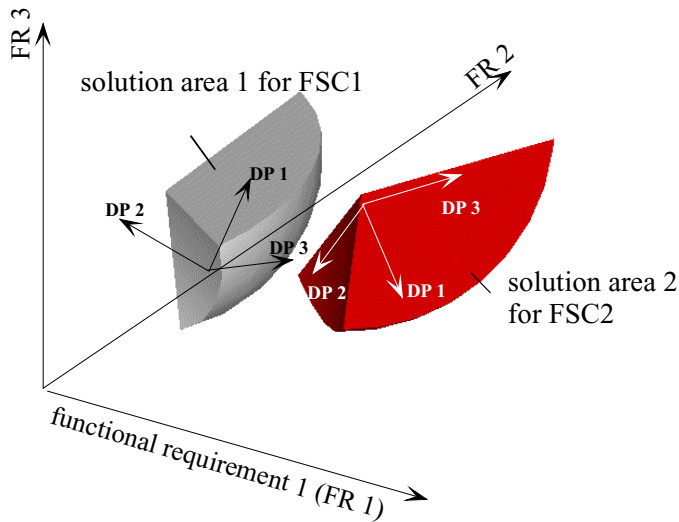 FR 3
FR 2
solution area 1 for FSC1
DP 1
DP 2
DP 3
DP 3
DP 2
DP 1
solution area 2
for FSC2
functional requirement 1 (FR 1)